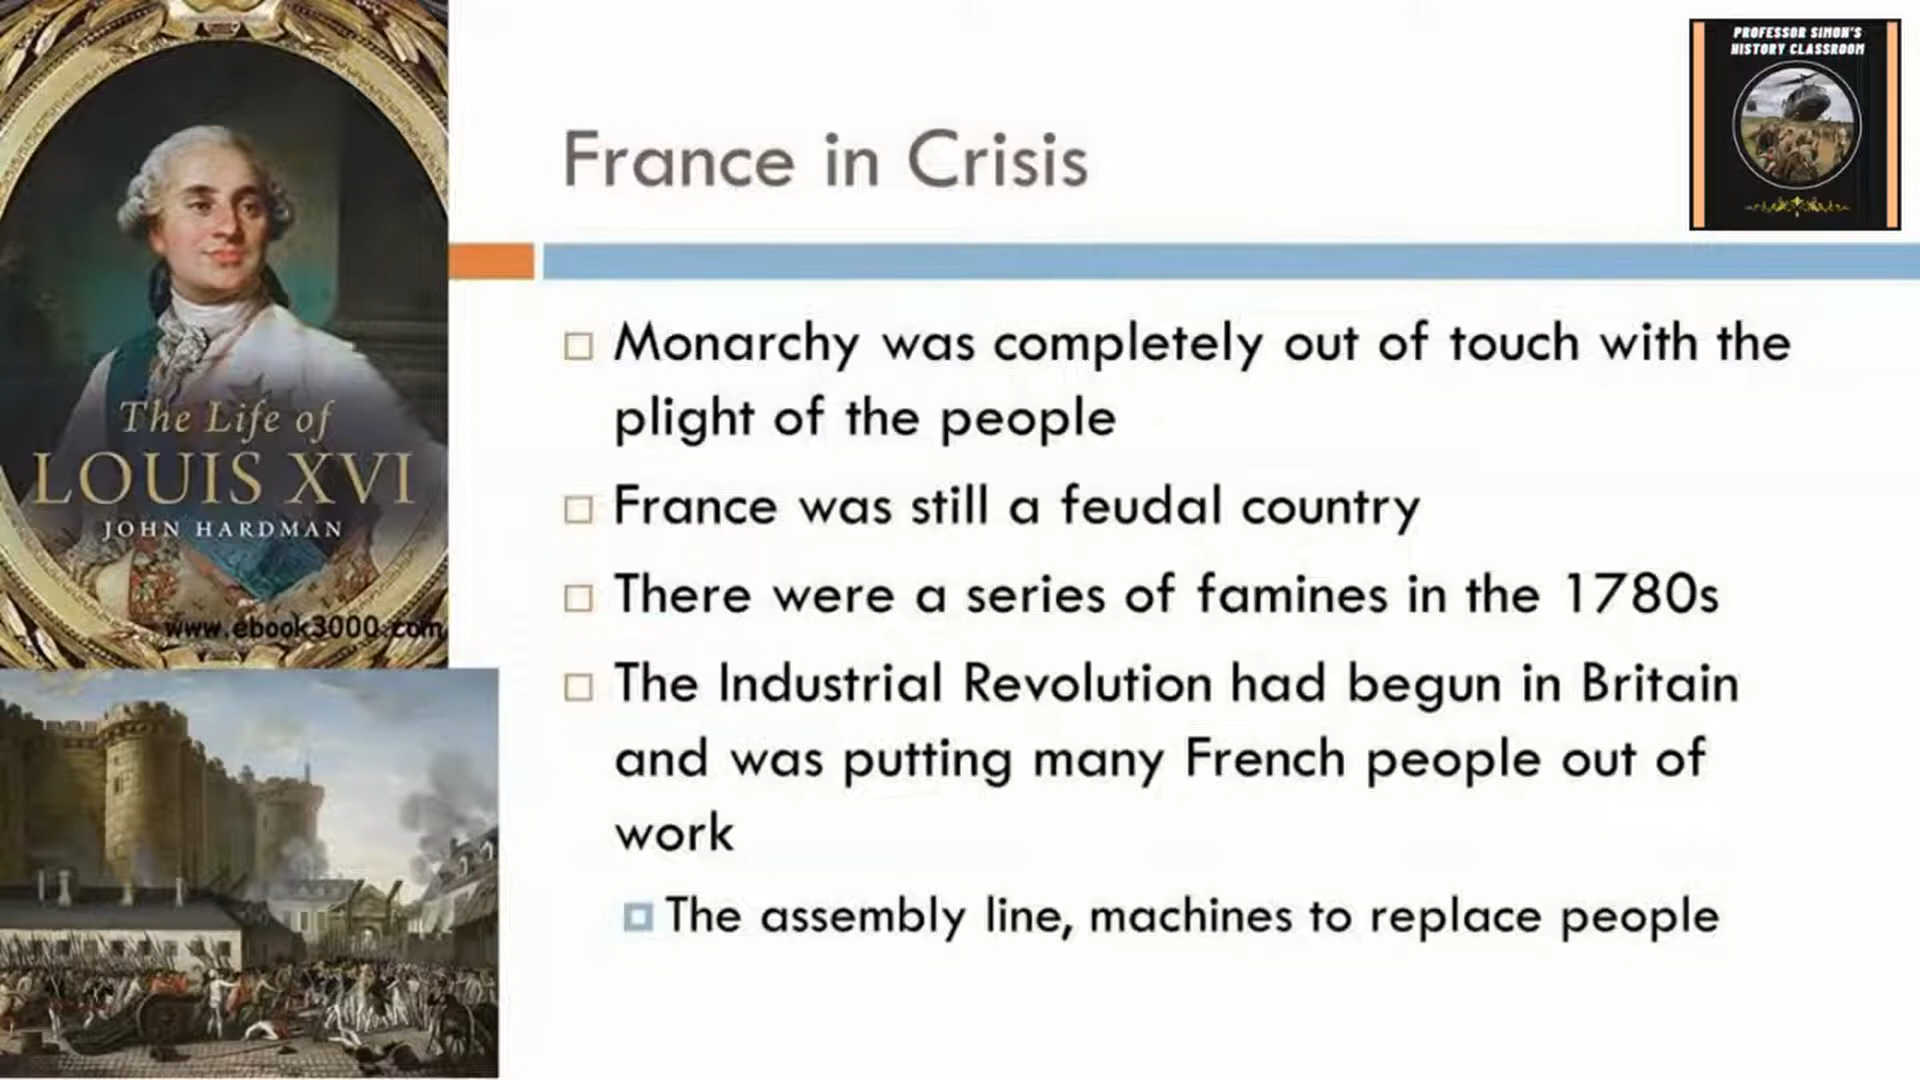 PROFESSOR SIMON'S
HISTORY CLASSROOM
France in Crisis
The Life of
LOUIS XVI
JOHN HARDMAN
www.ebook3000.com
Monarchy was completely out of touch with the
plight of the people
France was still a feudal country
There were a series of famines in the 1780s
The Industrial Revolution had begun in Britain
and was putting many French people out of
work
The assembly line, machines to replace people